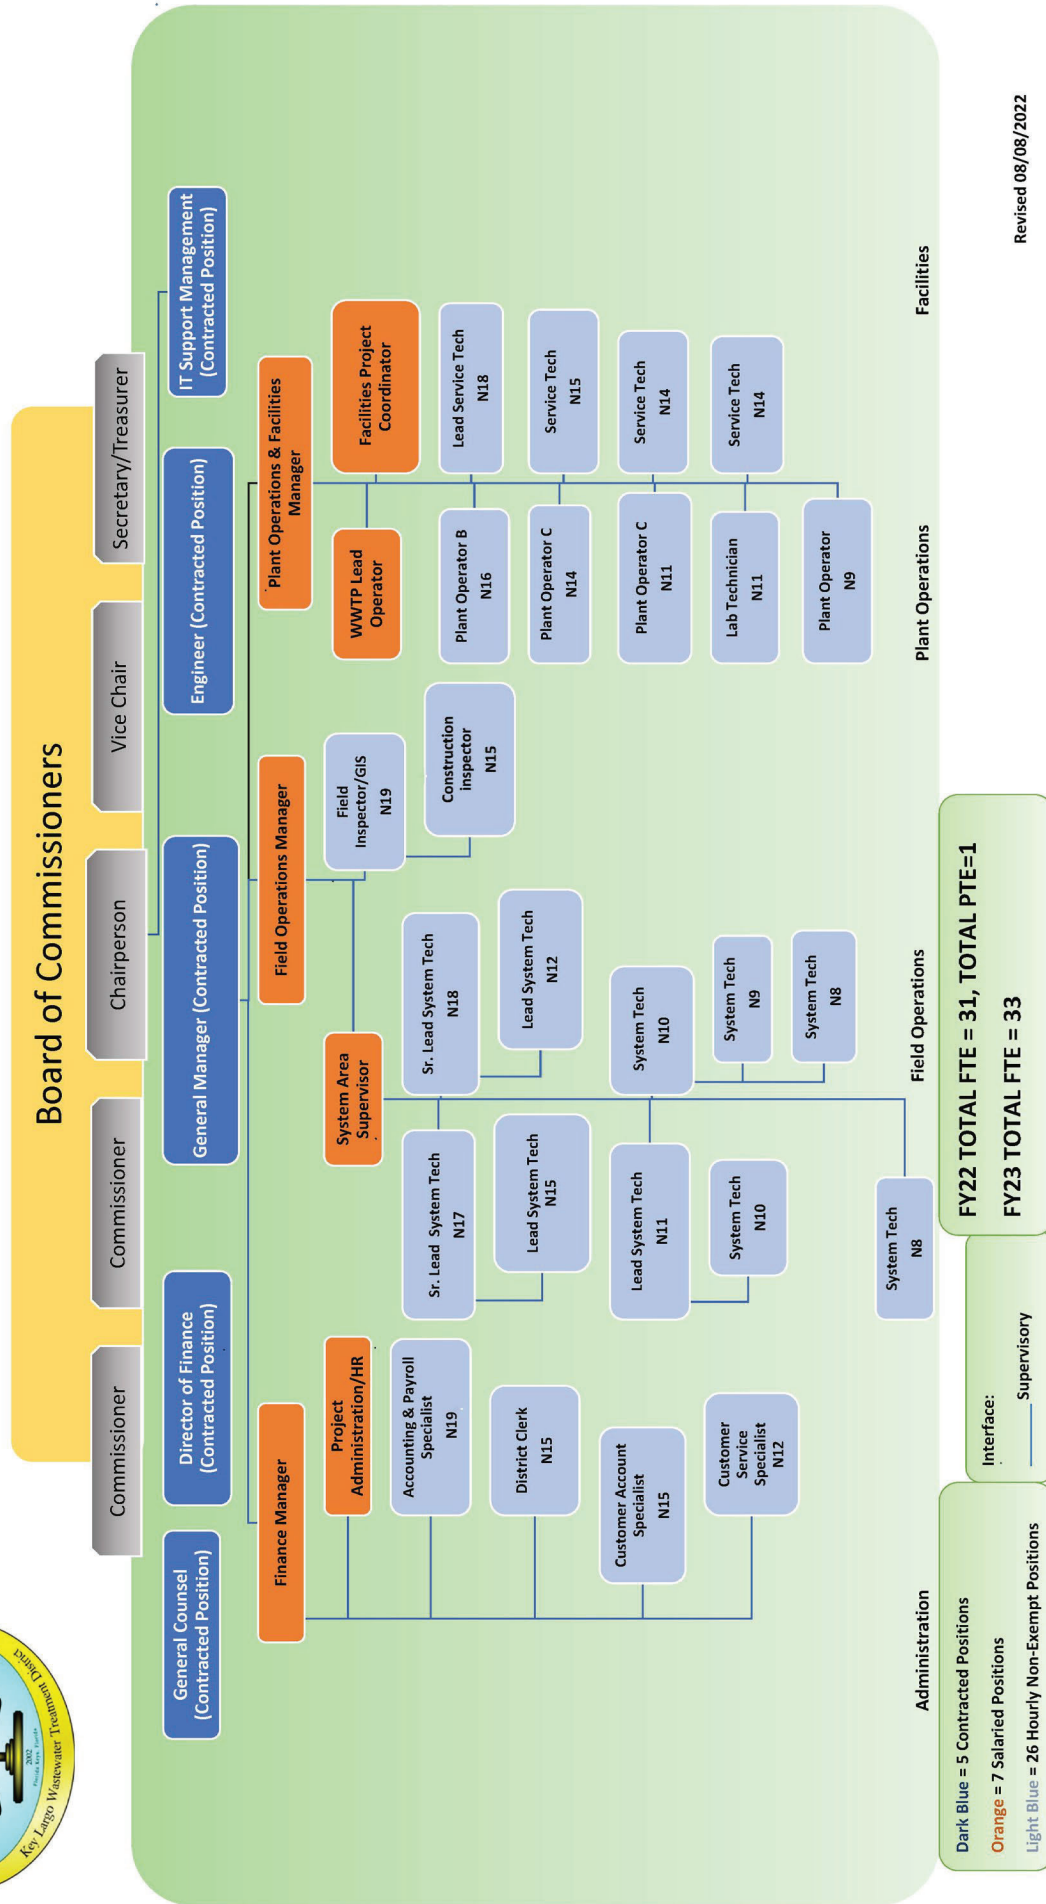 Key Largo Wastewater Treatment District
2002
Board of Commissioners
Commissioner
Commissioner
Chairperson
Vice Chair
Secretary/Treasurer
General Counsel
(Contracted Position)
Director of Finance
(Contracted Position)
General Manager (Contracted Position)
Engineer (Contracted Position)
IT Support Management
(Contracted Position)
Finance Manager
Field Operations Manager
Plant Operations & Facilities
Manager
Project
Administration/HR
Accounting & Payroll
Specialist
N19
District Clerk
N15
Customer Account
Specialist
N15
Customer
Service
Specialist
N12
Administration
System Area
Supervisor
Field
Inspector/GIS
N19
Construction
inspector
N15
Sr. Lead  System Tech
N17
Lead System Tech
N15
Lead System Tech
N11
System Tech
N10
System Tech
N8
Sr. Lead System Tech
N18
Lead System Tech
N12
System Tech
N10
System Tech
N9
System Tech
N8
Field Operations
WWTP Lead
Operator
Plant Operator B
N16
Plant Operator C
N14
Plant Operator C
N11
Lab Technician
N11
Plant Operator
N9
Plant Operations
Facilities Project
Coordinator
Lead Service Tech
N18
Service Tech
N15
Service Tech
N14
Service Tech
N14
Facilities
Dark Blue = 5 Contracted Positions
Orange = 7 Salaried Positions
Light Blue = 26 Hourly Non-Exempt Positions
Interface:
Supervisory
FY22 TOTAL FTE = 31, TOTAL PTE=1
FY23 TOTAL FTE = 33
Revised 08/08/2022